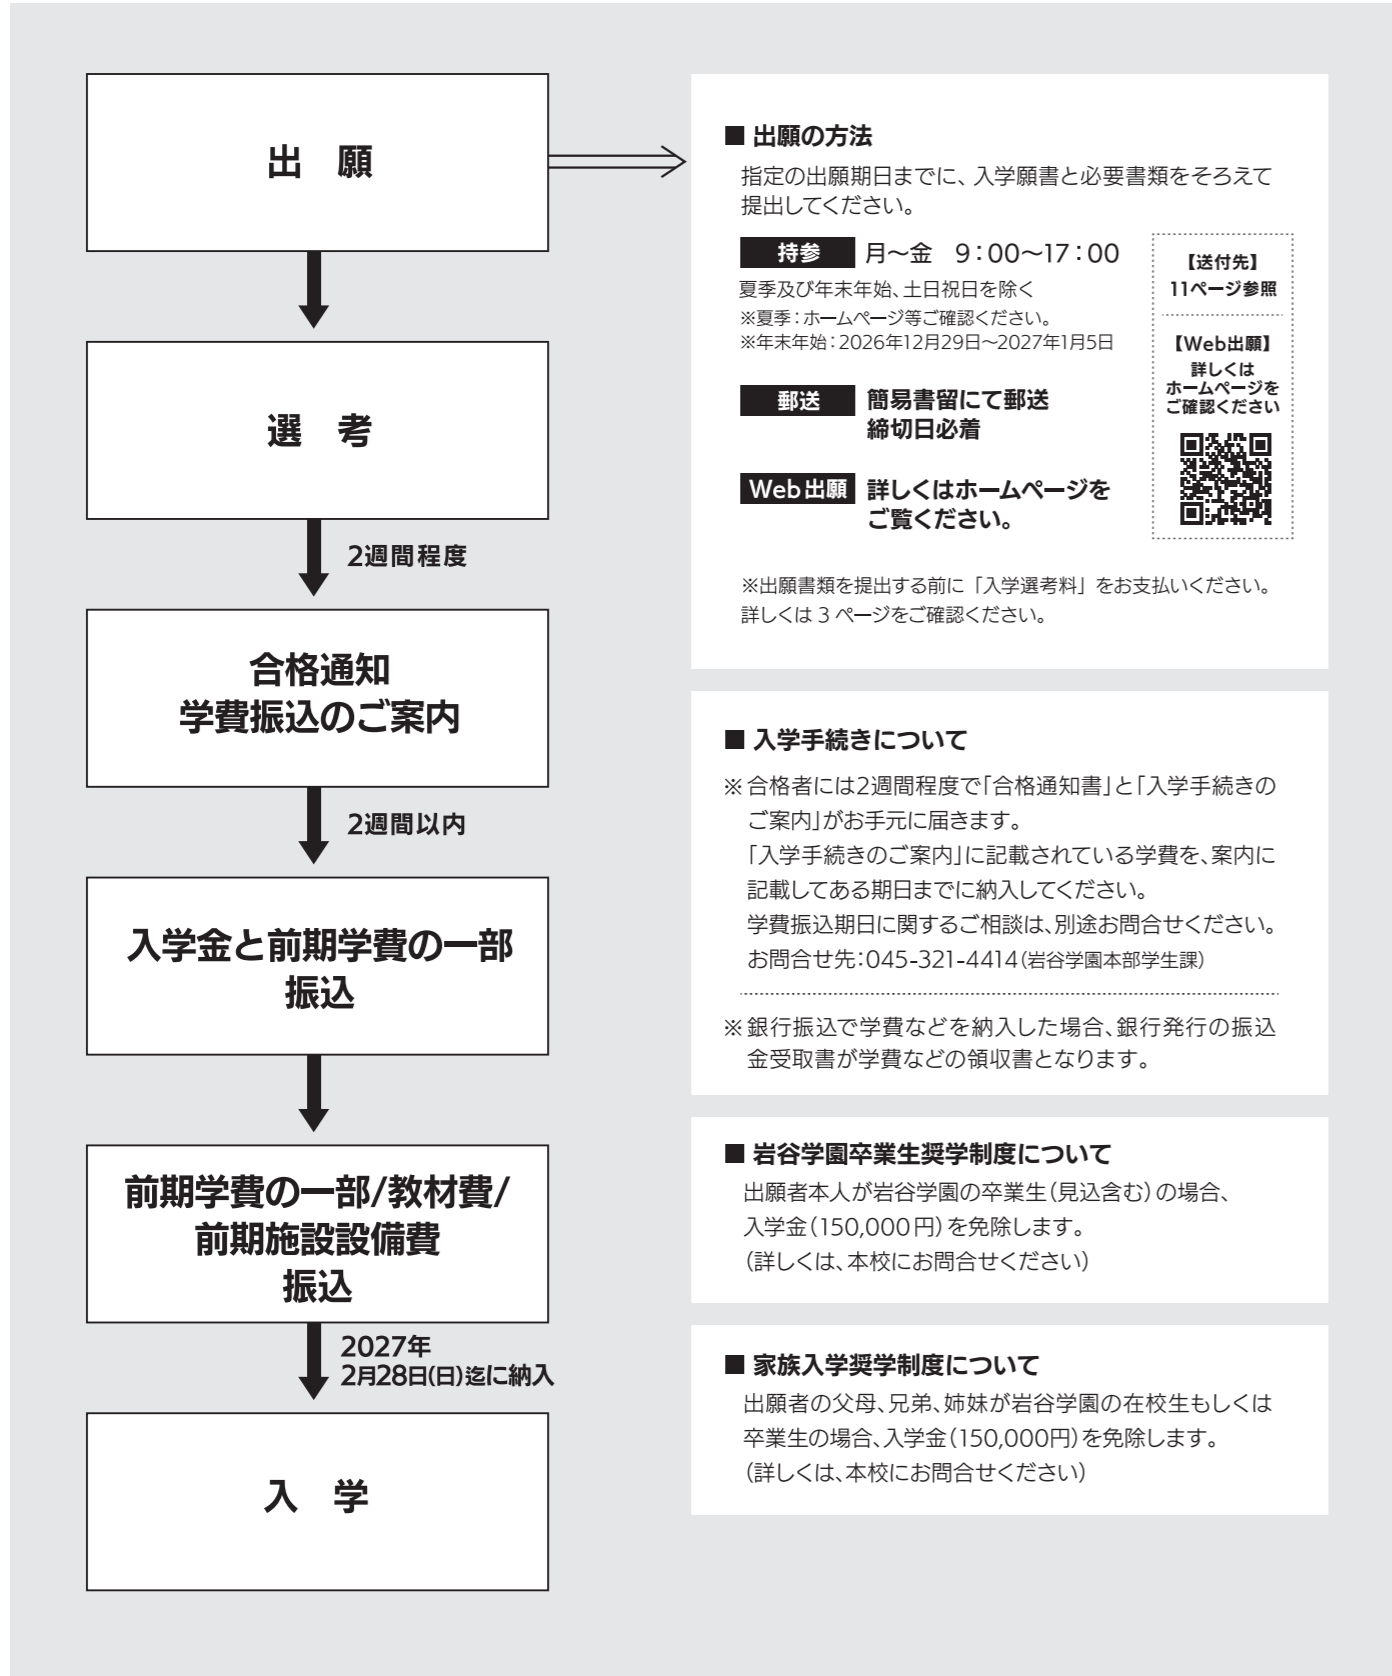 出　願
選　考
2週間程度
合格通知
学費振込のご案内
2週間以内
入学金と前期学費の一部
振込
前期学費の一部/教材費/
前期施設設備費
振込
2027年
2月28日(日)迄に納入
入　学
■ 出願の方法
指定の出願期日までに、入学願書と必要書類をそろえて
提出してください。
持参 月～金　9：00～17：00
夏季及び年末年始、土日祝日を除く
※夏季：ホームページ等ご確認ください。
※年末年始：2026年12月29日～2027年1月5日
郵送 簡易書留にて郵送
締切日必着
Web出願 詳しくはホームページを
ご覧ください。
【送付先】
11ページ参照
【Web出願】
詳しくは
ホームページを
ご確認ください
※出願書類を提出する前に「入学選考料」をお支払いください。
詳しくは 3 ページをご確認ください。
■ 入学手続きについて
※合格者には2週間程度で「合格通知書」と「入学手続きの
ご案内」がお手元に届きます。
「入学手続きのご案内」に記載されている学費を、案内に
記載してある期日までに納入してください。
学費振込期日に関するご相談は、別途お問合せください。
お問合せ先：045-321-4414（岩谷学園本部学生課）
※銀行振込で学費などを納入した場合、銀行発行の振込
金受取書が学費などの領収書となります。
■ 岩谷学園卒業生奨学制度について
出願者本人が岩谷学園の卒業生（見込含む）の場合、
入学金（150,000円）を免除します。
（詳しくは、本校にお問合せください）
■ 家族入学奨学制度について
出願者の父母、兄弟、姉妹が岩谷学園の在校生もしくは
卒業生の場合、入学金（150,000円）を免除します。
（詳しくは、本校にお問合せください）